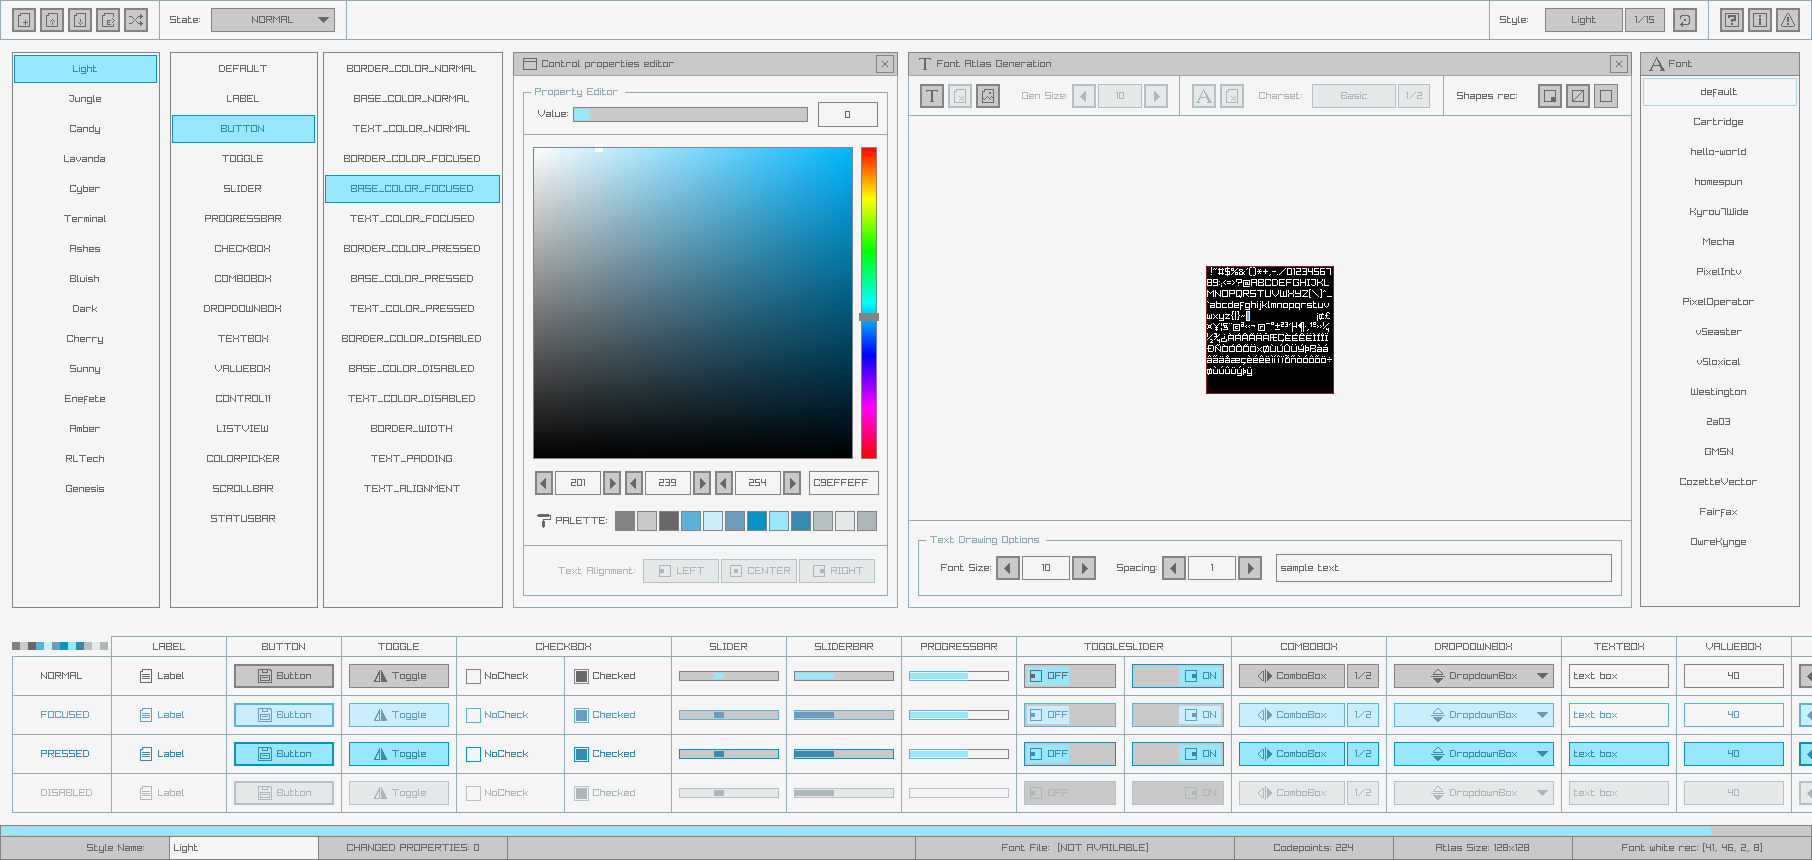 State:
NORMAL
Style:
Light
1/15
Light
Jungle
Candy
Lavanda
Cyber
Terminal
Ashes
Bluish
Dark
Cherry
Sunny
Enefete
Amber
RLTech
Genesis
DEFAULT
LABEL
BUTTON
TOGGLE
SLIDER
PROGRESSBAR
CHECKBOX
COMBOBOX
DROPDOWNBOX
TEXTBOX
VALUEBOX
CONTROL11
LISTVIEW
COLORPICKER
SCROLLBAR
STATUSBAR
BORDER_COLOR_NORMAL
BASE_COLOR_NORMAL
TEXT_COLOR_NORMAL
BORDER_COLOR_FOCUSED
BASE_COLOR_FOCUSED
TEXT_COLOR_FOCUSED
BORDER_COLOR_PRESSED
BASE_COLOR_PRESSED
TEXT_COLOR_PRESSED
BORDER_COLOR_DISABLED
BASE_COLOR_DISABLED
TEXT_COLOR_DISABLED
BORDER_WIDTH
TEXT_PADDING
TEXT_ALIGNMENT
Control properties editor
Property Editor
Value:
0
201
239
254
C9EFFEFF
PALETTE:
Text Alignment:
LEFT
CENTER
RIGHT
Font Atlas Generation
Gen Size:
10
Charset:
Basic
1/2
Shapes rec:
!"#$%&'()*+,-./01234567
89:;<=>?@ABCDEFGHIJKL
MNOPQRSTUVWXYZ[\]^_
`abcdefghijklmnopqrstuv
wxyz{|}~
Text Drawing Options
Font Size:
10
Spacing:
1
sample text
Font
default
Cartridge
hello-world
homespun
Kyrou7Wide
Mecha
PixelIntv
PixelOperator
v5easter
v5loxical
Westington
2a03
GMSN
CozetteVector
Fairfax
OwreKynge
LABEL BUTTON TOGGLE CHECKBOX SLIDER SLIDERBAR PROGRESSBAR TOGGLESLIDER COMBOBOX DROPDOWNBOX TEXTBOX VALUEBOX
NORMAL Label Button Toggle NoCheck Checked OFF ON ComboBox 1/2 DropdownBox text box 40
FOCUSED Label Button Toggle NoCheck Checked OFF ON ComboBox 1/2 DropdownBox text box 40
PRESSED Label Button Toggle NoCheck Checked OFF ON ComboBox 1/2 DropdownBox text box 40
DISABLED Label Button Toggle NoCheck Checked OFF ON ComboBox 1/2 DropdownBox text box 40
Style Name: Light CHANGED PROPERTIES: 0 Font File: [NOT AVAILABLE] Codepoints: 224 Atlas Size: 128x128 Font white rec: [41, 46, 2, 8]